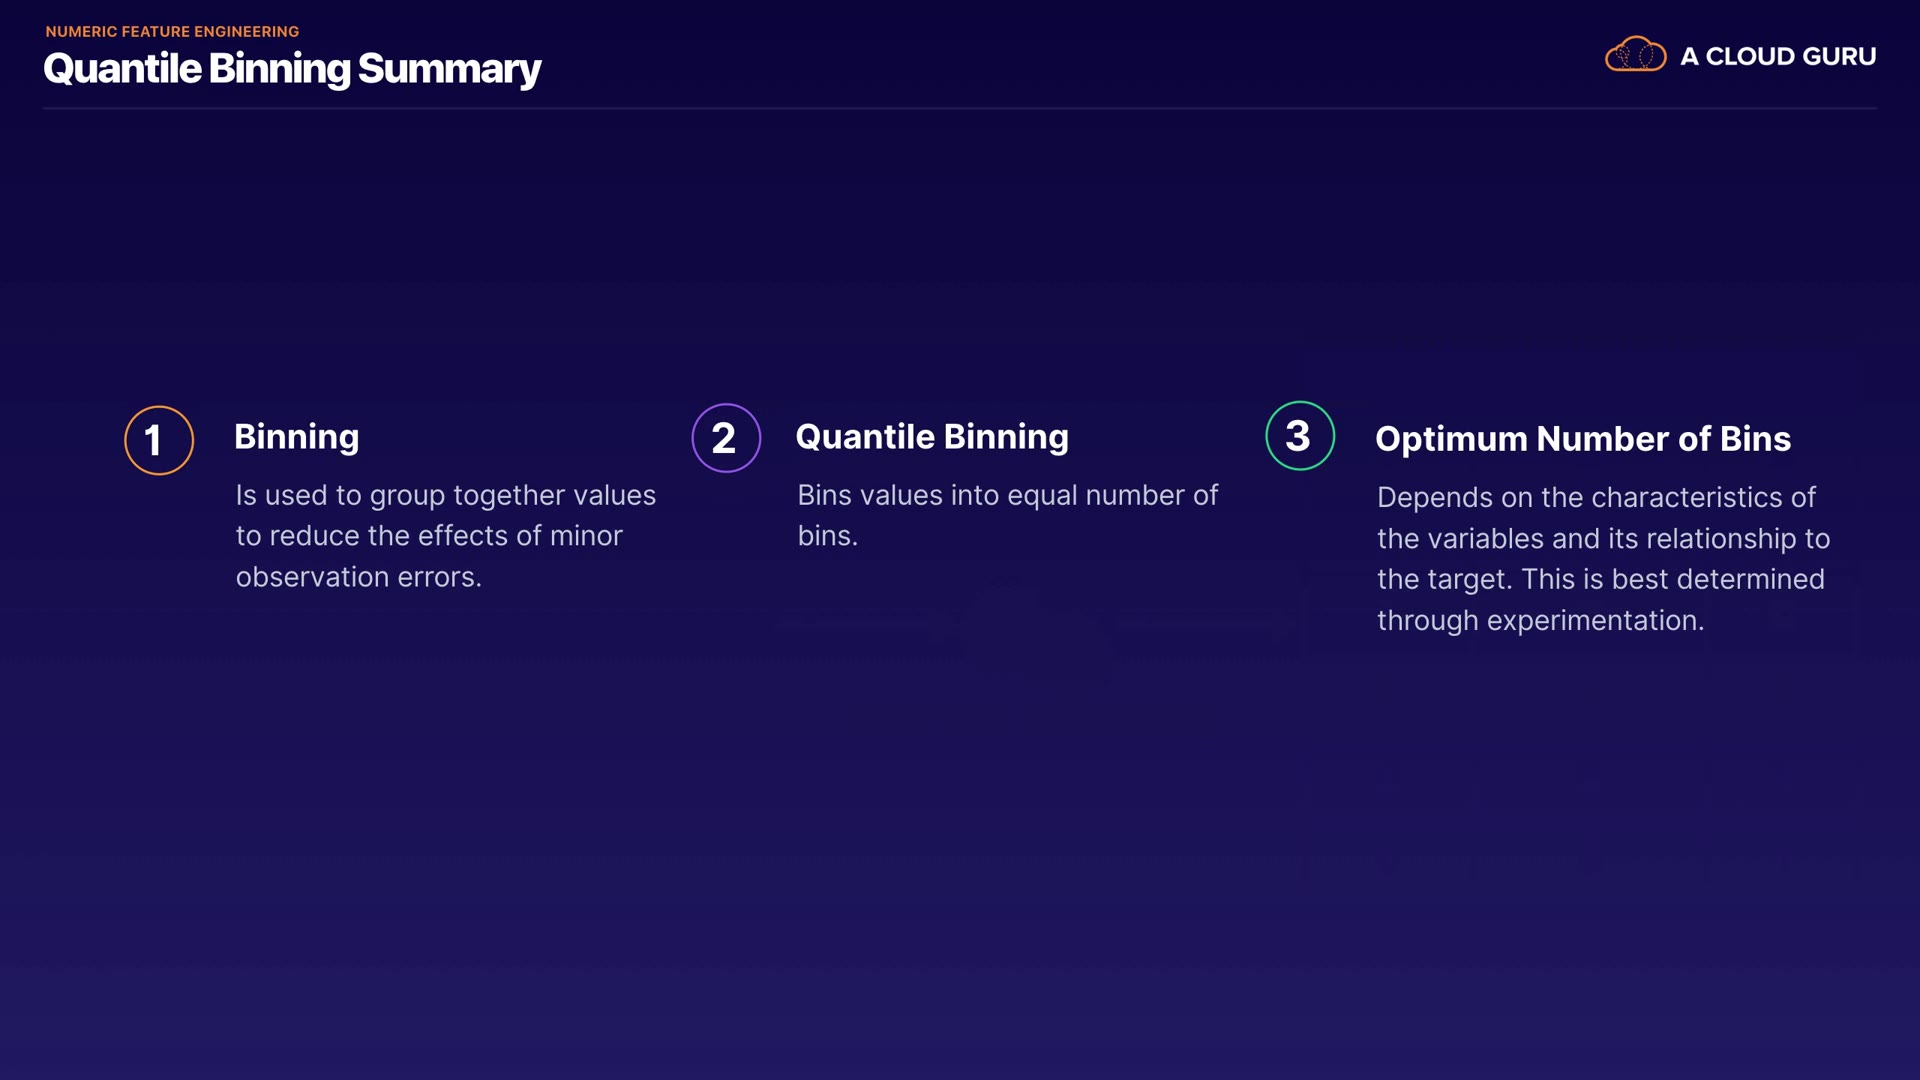 NUMERIC FEATURE ENGINEERING
Quantile Binning Summary
A CLOUD GURU
1
Binning
Is used to group together values
to reduce the effects of minor
observation errors.
2
Quantile Binning
Bins values into equal number of
bins.
3
Optimum Number of Bins
Depends on the characteristics of
the variables and its relationship to
the target. This is best determined
through experimentation.